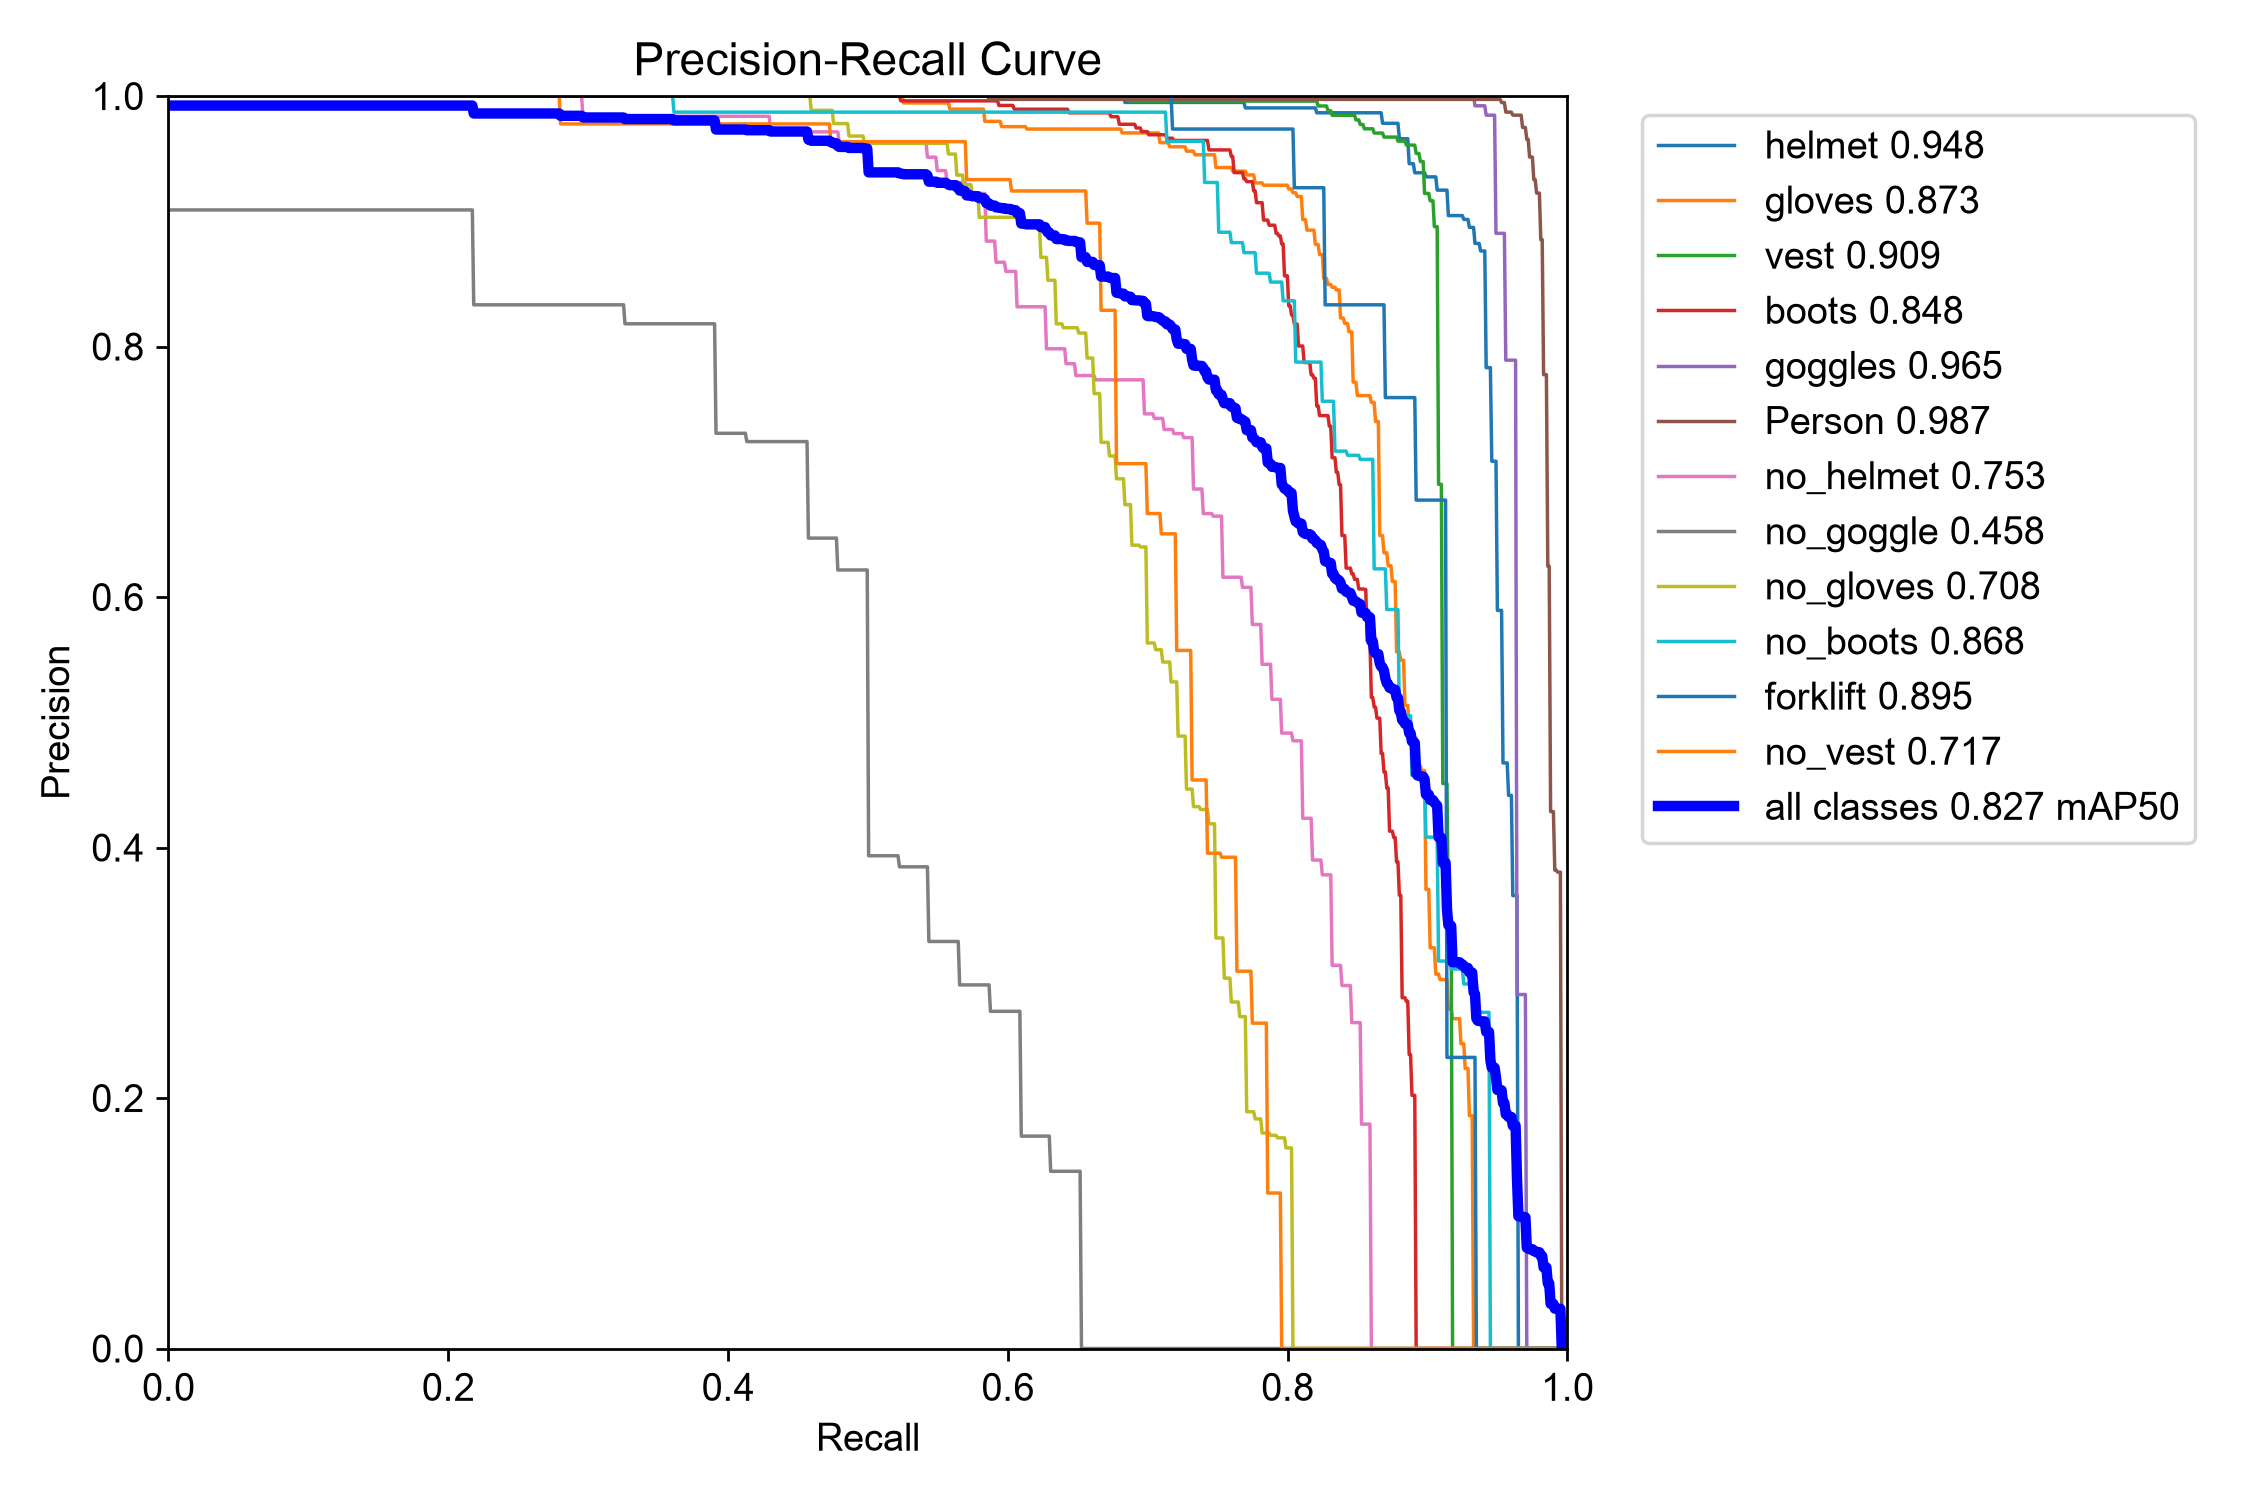 Precision-Recall Curve
1.0
0.8
0.6
0.4
0.2
0.0
Precision
0.0 0.2 0.4 0.6 0.8 1.0
Recall
helmet 0.948
gloves 0.873
vest 0.909
boots 0.848
goggles 0.965
Person 0.987
no_helmet 0.753
no_goggle 0.458
no_gloves 0.708
no_boots 0.868
forklift 0.895
no_vest 0.717
all classes 0.827 mAP50